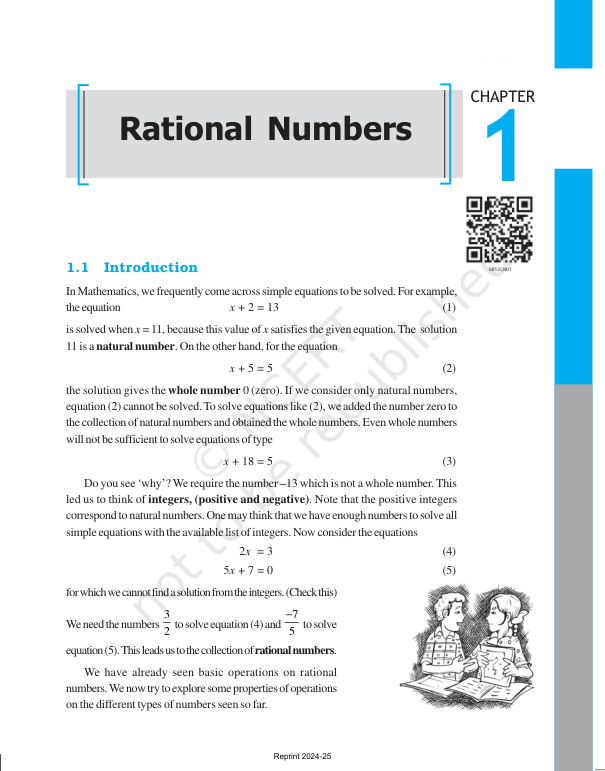 Rational Numbers
CHAPTER
1
1.1 Introduction
In Mathematics, we frequently come across simple equations to be solved. For example,
the equation x + 2 = 13 (1)
is solved when x = 11, because this value of x satisfies the given equation. The solution
11 is a natural number. On the other hand, for the equation
x + 5 = 5 (2)
the solution gives the whole number 0 (zero). If we consider only natural numbers,
equation (2) cannot be solved. To solve equations like (2), we added the number zero to
the collection of natural numbers and obtained the whole numbers. Even whole numbers
will not be sufficient to solve equations of type
x + 18 = 5 (3)
Do you see ‘why’? We require the number –13 which is not a whole number. This
led us to think of integers, (positive and negative). Note that the positive integers
correspond to natural numbers. One may think that we have enough numbers to solve all
simple equations with the available list of integers. Now consider the equations
2x = 3 (4)
5x + 7 = 0 (5)
for which we cannot find a solution from the integers. (Check this)
We need the numbers 3/2 to solve equation (4) and –7/5 to solve
equation (5). This leads us to the collection of rational numbers.
We have already seen basic operations on rational
numbers. We now try to explore some properties of operations
on the different types of numbers seen so far.
© NCERT
not to be republished
Reprint 2024-25